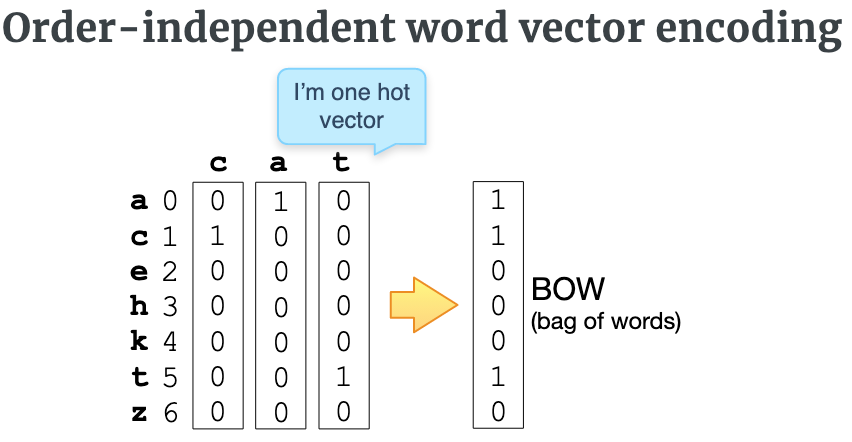 Order-independent word vector encoding
I'm one hot
vector
c a t
a 0 0 1 0 1
c 1 1 0 0 1
e 2 0 0 0 0
h 3 0 0 0 0
k 4 0 0 0 0
t 5 0 0 1 1
z 6 0 0 0 0
BOW
(bag of words)